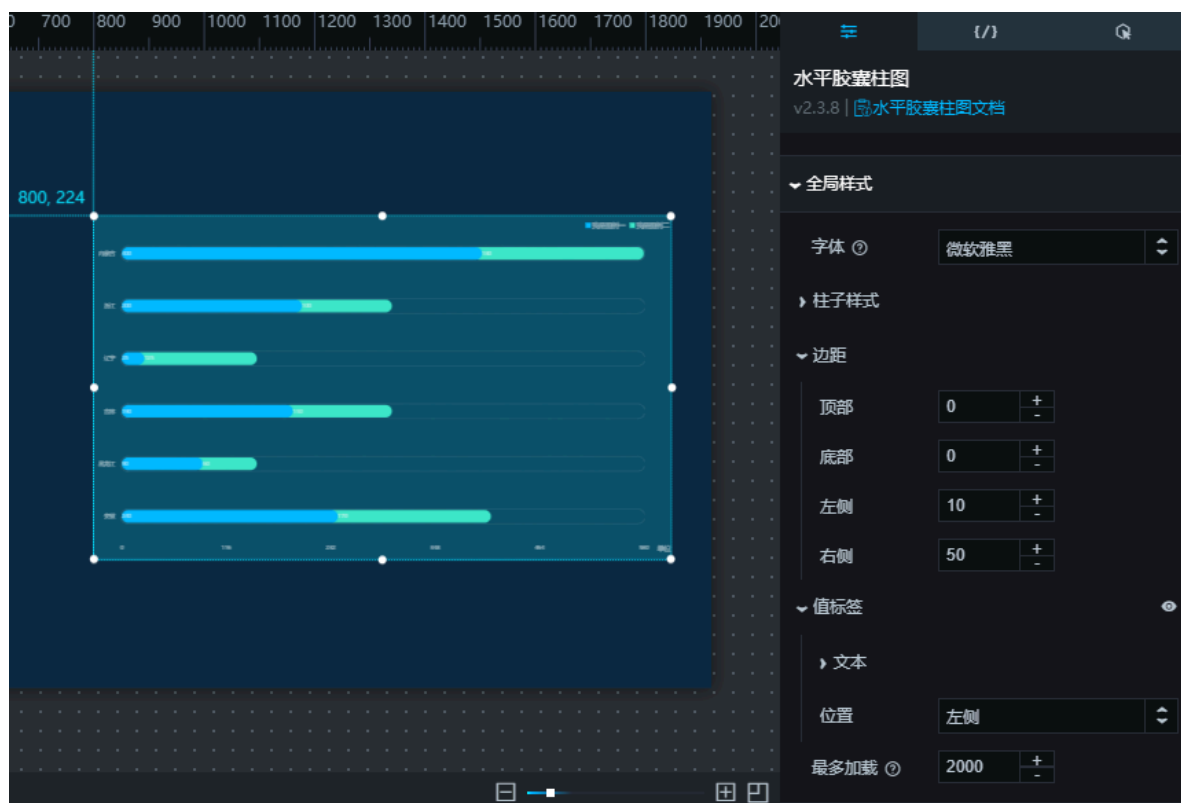 700 800 900 1000 1100 1200 1300 1400 1500 1600 1700 1800 1900 20
800, 224
水平胶囊柱图
v2.3.8 | 水平胶囊柱图文档
全局样式
字体 微软雅黑
柱子样式
边距
顶部 0 + -
底部 0 + -
左侧 10 + -
右侧 50 + -
值标签
文本
位置 左侧
最多加载 2000 + -